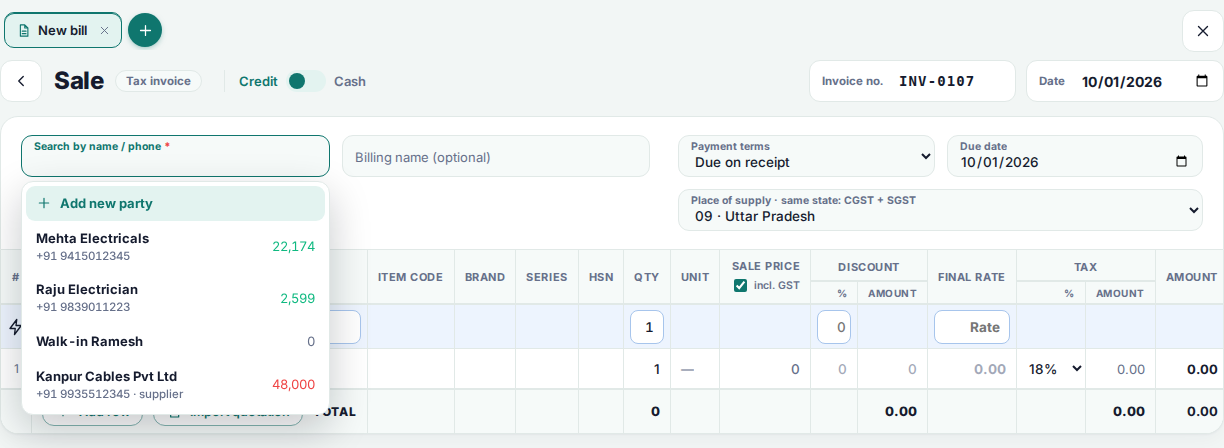 New bill
Sale
Tax invoice
Credit
Cash
Invoice no. INV-0107
Date 10/01/2026
Search by name / phone *
Billing name (optional)
Payment terms
Due on receipt
Due date
10/01/2026
Place of supply · same state: CGST + SGST
09 · Uttar Pradesh
Add new party
Mehta Electricals
+91 9415012345
22,174
Raju Electrician
+91 9839011223
2,599
Walk-in Ramesh
0
Kanpur Cables Pvt Ltd
+91 9935512345 · supplier
48,000
# ITEM CODE BRAND SERIES HSN QTY UNIT SALE PRICE DISCOUNT FINAL RATE TAX AMOUNT
incl. GST % AMOUNT % AMOUNT
1 0 Rate
1 1 — 0 0 0 0.00 18% 0.00 0.00
TOTAL 0 0.00 0.00 0.00